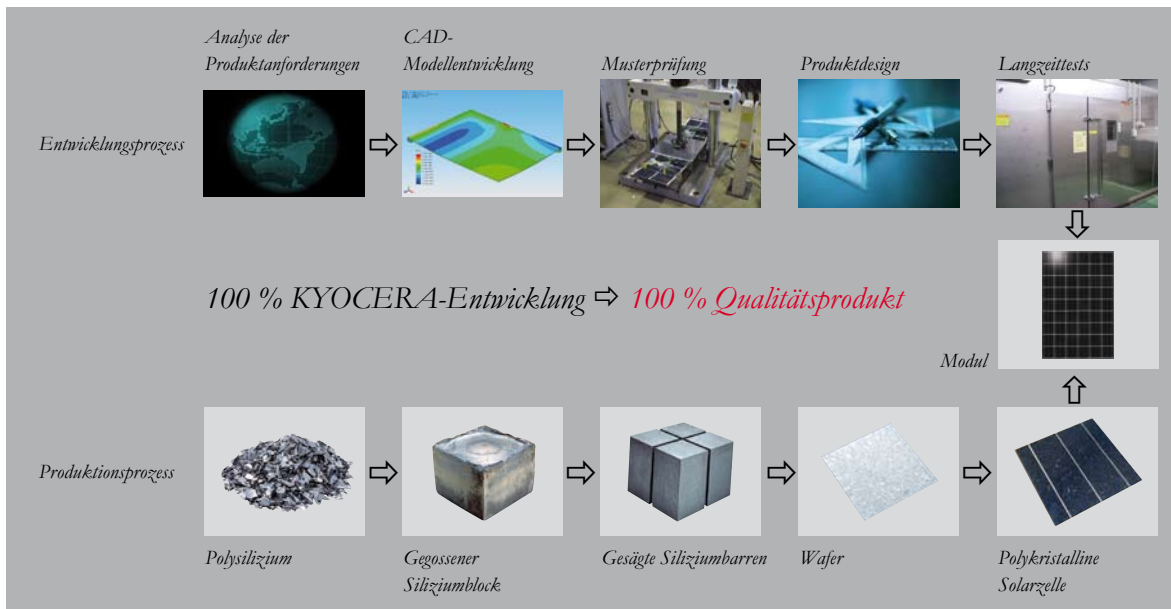 Analyse der
Produktanforderungen
CAD-
Modellentwicklung
Musterprüfung
Produktdesign
Langzeittests
Entwicklungsprozess
100 % KYOCERA-Entwicklung ⇨ 100 % Qualitätsprodukt
Modul
Produktionsprozess
Polysilizium
Gegossener
Siliziumblock
Gesägte Siliziumbarren
Wafer
Polykristalline
Solarzelle